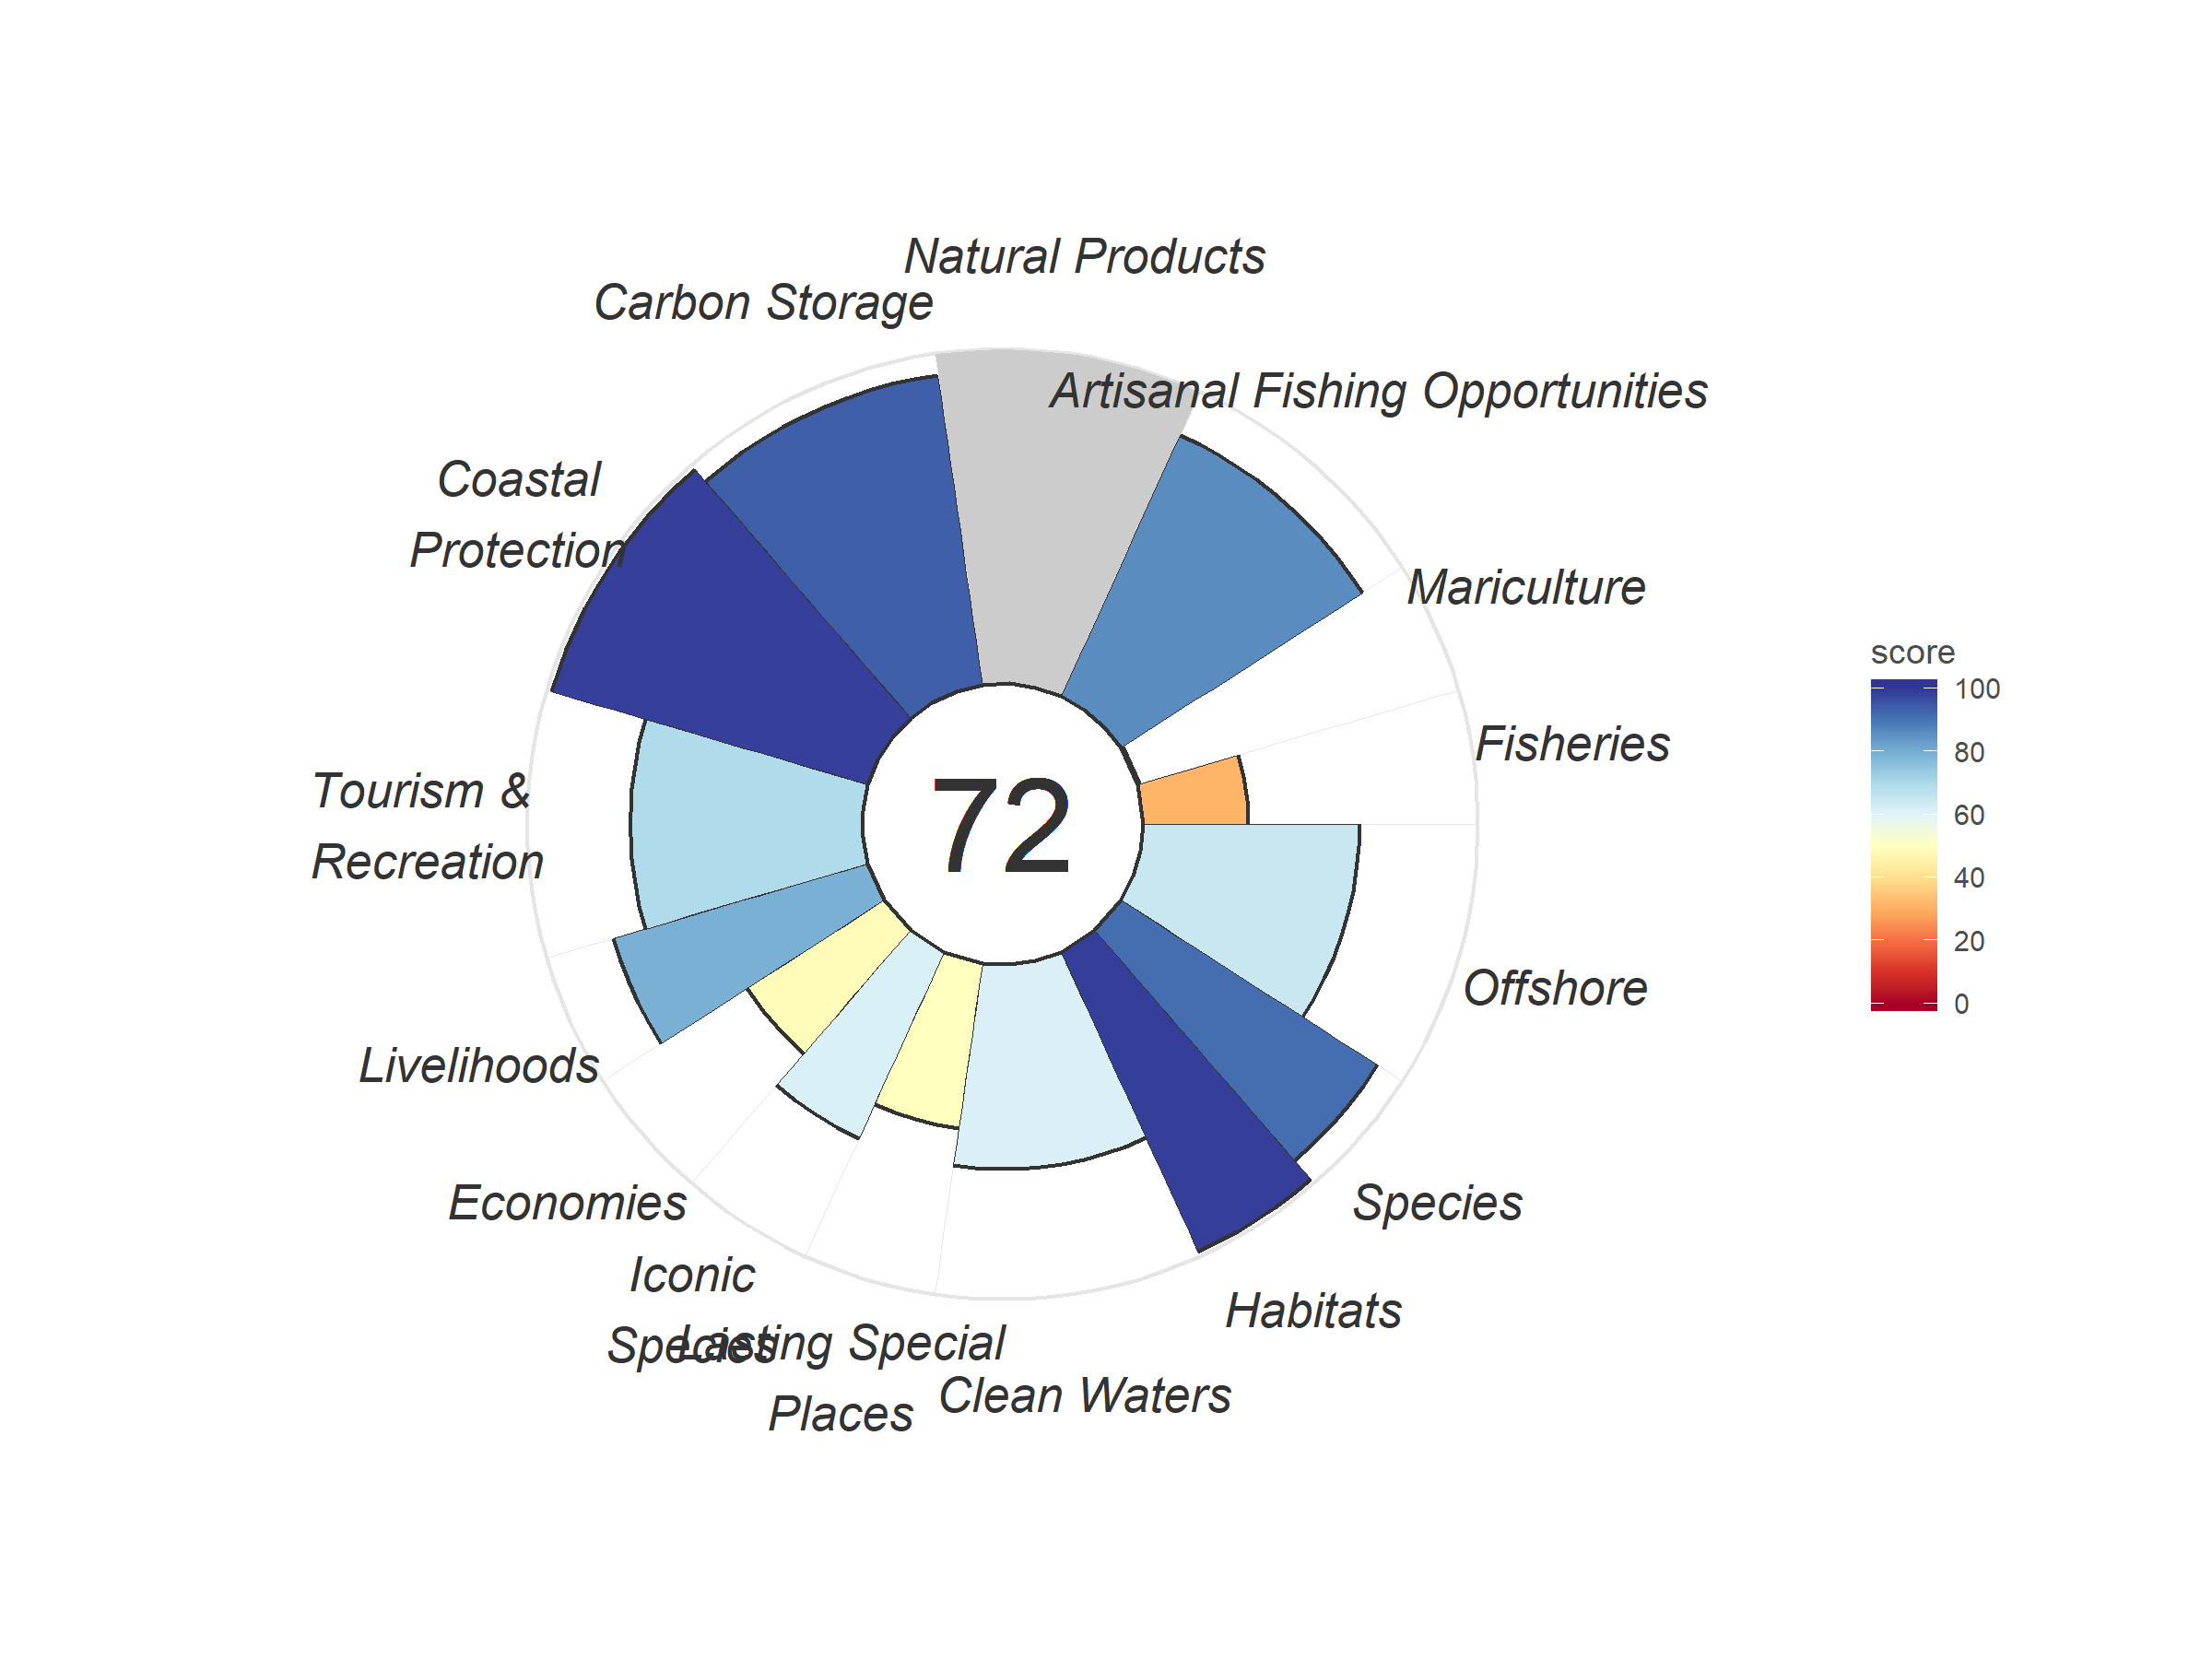 Natural Products
Carbon Storage
Artisanal Fishing Opportunities
Coastal
Protection
Mariculture
Fisheries
Tourism &
Recreation
72
Offshore
Livelihoods
Economies
Species
Iconic
Species
Habitats
Lasting Special
Places
Clean Waters
score
100
80
60
40
20
0